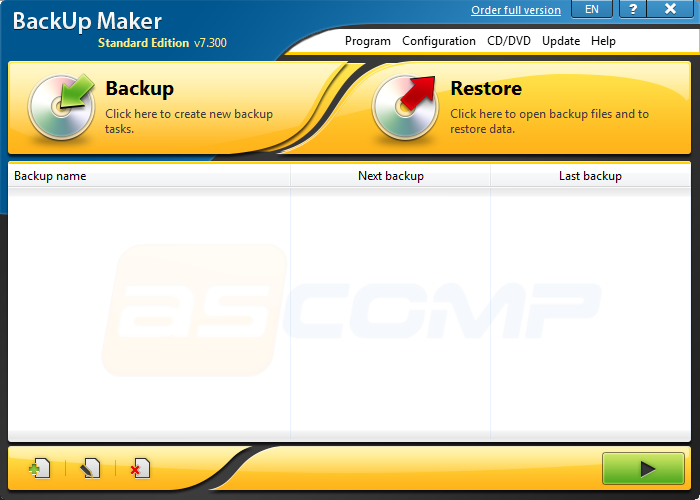 BackUp Maker
Order full version
EN
?
Standard Edition v7.300
Program Configuration CD/DVD Update Help
Backup
Click here to create new backup
tasks.
Restore
Click here to open backup files and to
restore data.
Backup name Next backup Last backup
ascomp